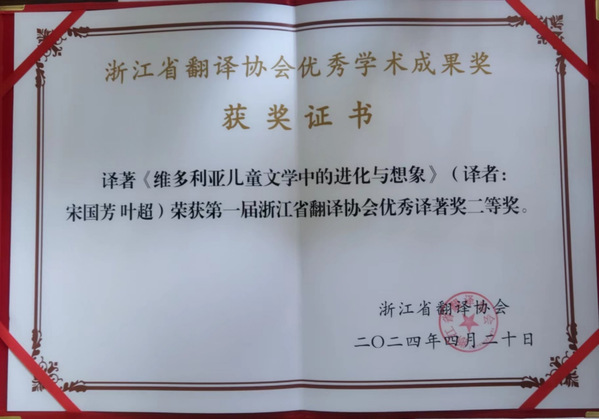 浙江省翻译协会优秀学术成果奖
获奖证书
译著《维多利亚儿童文学中的进化与想象》（译者：
宋国芳 叶超）荣获第一届浙江省翻译协会优秀译著奖二等奖。
浙江省翻译协会
二〇二四年四月二十日